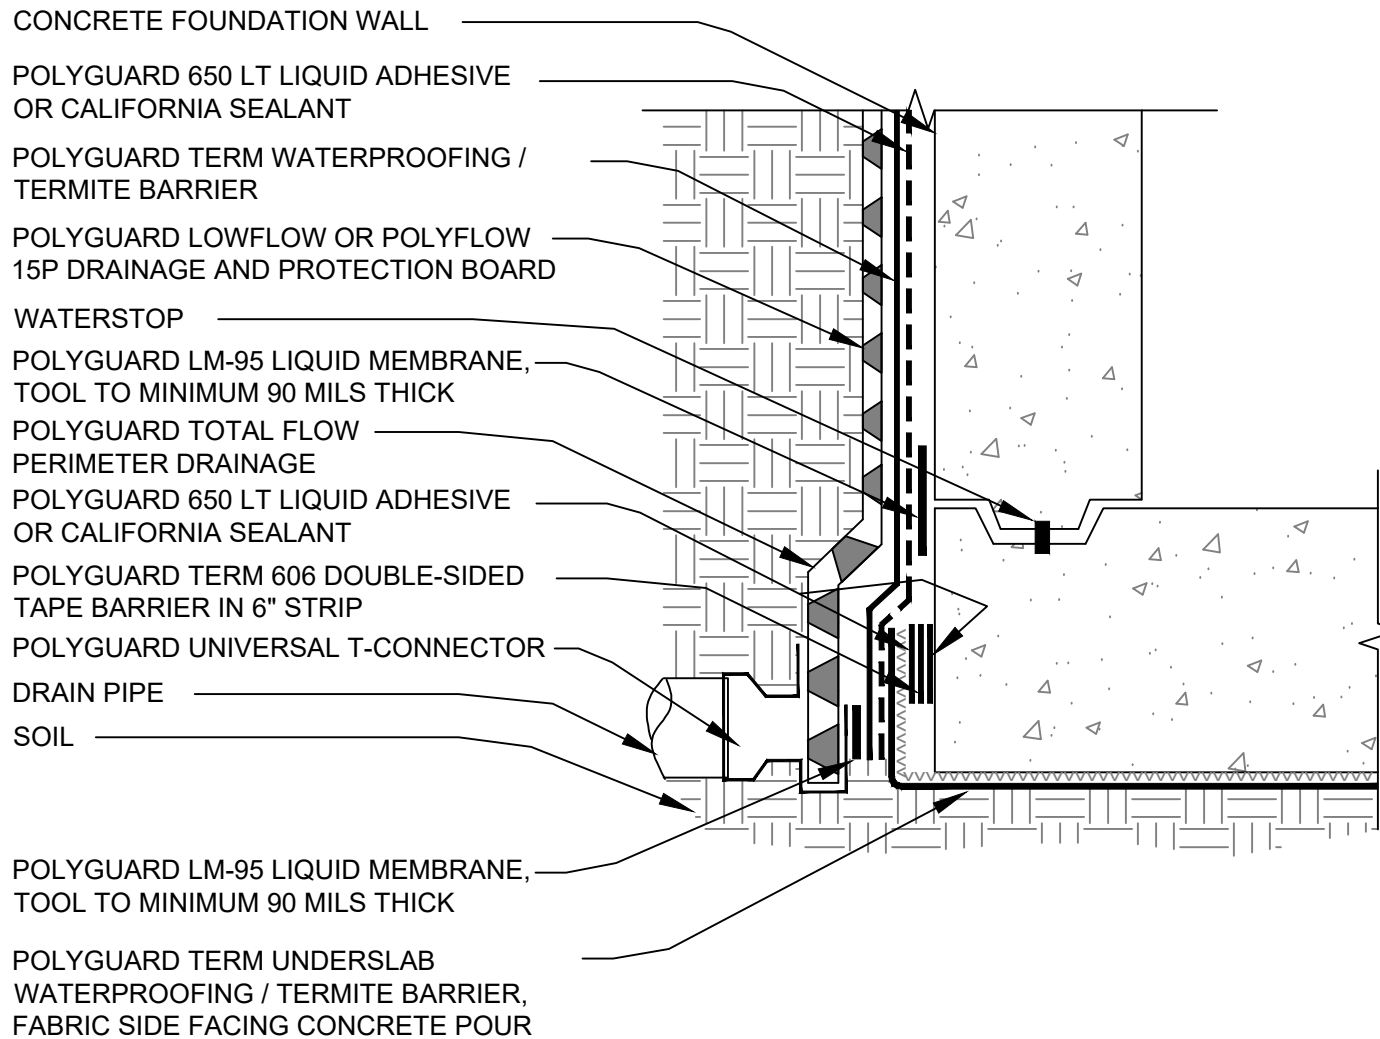 CONCRETE FOUNDATION WALL
POLYGUARD 650 LT LIQUID ADHESIVE
OR CALIFORNIA SEALANT
POLYGUARD TERM WATERPROOFING /
TERMITE BARRIER
POLYGUARD LOWFLOW OR POLYFLOW
15P DRAINAGE AND PROTECTION BOARD
WATERSTOP
POLYGUARD LM-95 LIQUID MEMBRANE,
TOOL TO MINIMUM 90 MILS THICK
POLYGUARD TOTAL FLOW
PERIMETER DRAINAGE
POLYGUARD 650 LT LIQUID ADHESIVE
OR CALIFORNIA SEALANT
POLYGUARD TERM 606 DOUBLE-SIDED
TAPE BARRIER IN 6" STRIP
POLYGUARD UNIVERSAL T-CONNECTOR
DRAIN PIPE
SOIL
POLYGUARD LM-95 LIQUID MEMBRANE,
TOOL TO MINIMUM 90 MILS THICK
POLYGUARD TERM UNDERSLAB
WATERPROOFING / TERMITE BARRIER,
FABRIC SIDE FACING CONCRETE POUR